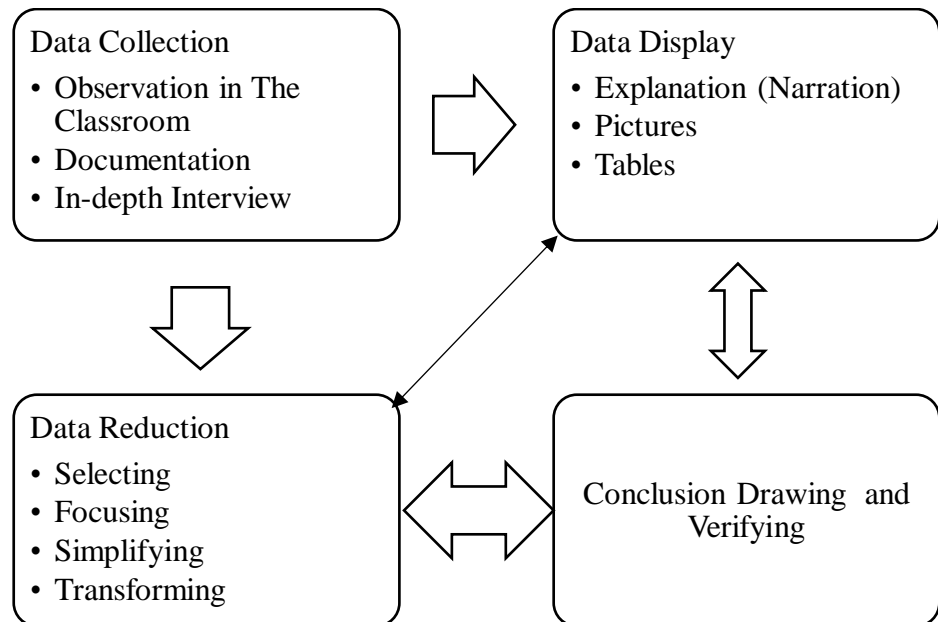 Data Collection
• Observation in The
Classroom
• Documentation
• In-depth Interview
Data Display
• Explanation (Narration)
• Pictures
• Tables
Data Reduction
• Selecting
• Focusing
• Simplifying
• Transforming
Conclusion Drawing and
Verifying